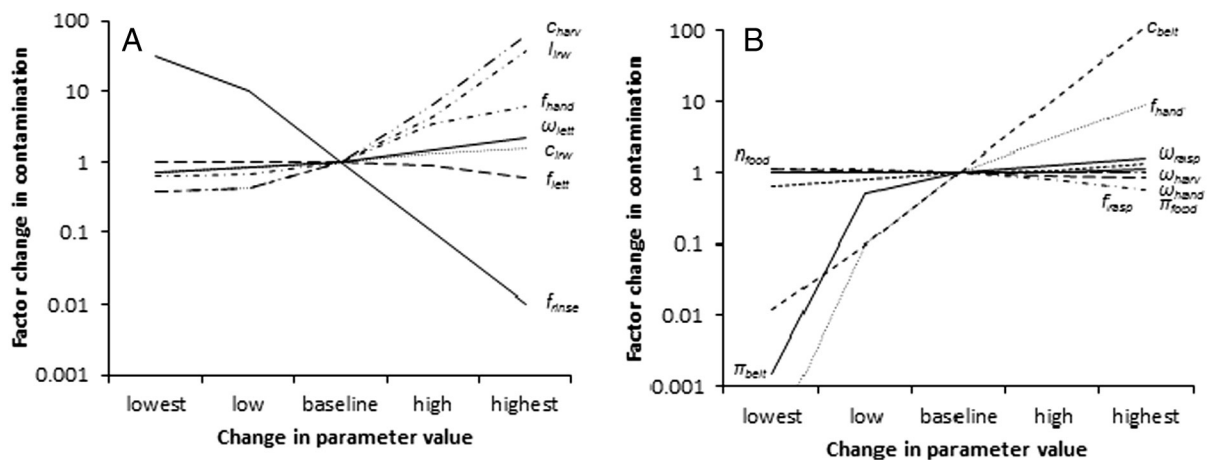 A
Factor change in contamination
100
10
1
0.1
0.01
0.001
c_harv
l_irw
f_hand
ω_lett
c_irw
f_lett
f_rinse
lowest low baseline high highest
Change in parameter value
B
Factor change in contamination
100
10
1
0.1
0.01
0.001
n_food
π_belt
c_belt
f_hand
ω_rasp
ω_harv
ω_hand
f_rasp π_food
lowest low baseline high highest
Change in parameter value